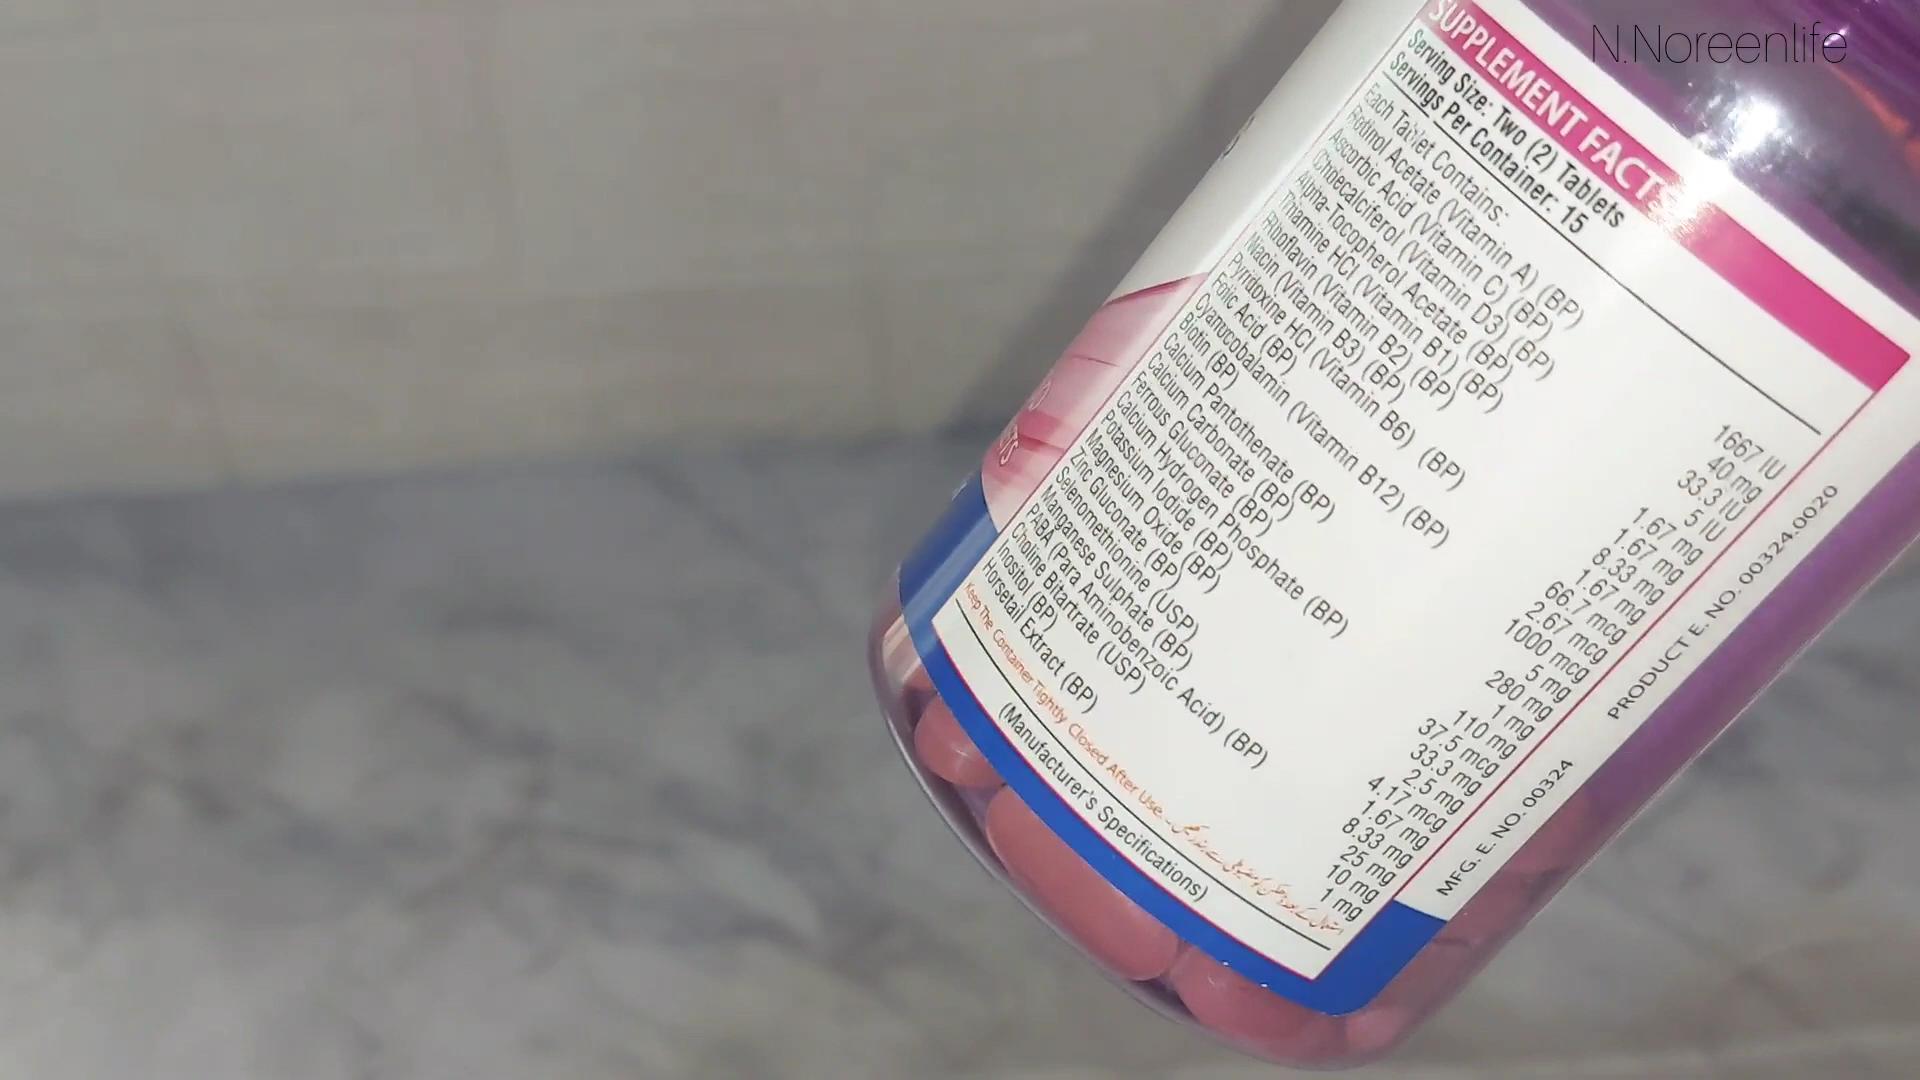 N.Noreenlife
SUPPLEMENT FACTS
Serving Size: Two (2) Tablets
Servings Per Container: 15
Each Tablet Contains:
Retinol Acetate (Vitamin A) (BP) 1667 IU
Ascorbic Acid (Vitamin C) (BP) 40 mg
Cholecalciferol (Vitamin D3) (BP) 33.3 IU
Alpha-Tocopherol Acetate (BP) 5 IU
Thiamine HCl (Vitamin B1) (BP) 1.67 mg
Riboflavin (Vitamin B2) (BP) 1.67 mg
Niacin (Vitamin B3) (BP) 8.33 mg
Pyridoxine HCl (Vitamin B6) (BP) 1.67 mg
Folic Acid (BP) 66.7 mcg
Cyanocobalamin (Vitamin B12) (BP) 2.67 mcg
Biotin (BP) 1000 mcg
Calcium Pantothenate (BP) 5 mg
Calcium Carbonate (BP) 280 mg
Ferrous Gluconate (BP) 1 mg
Calcium Hydrogen Phosphate (BP) 110 mg
Potassium Iodide (BP) 37.5 mcg
Magnesium Oxide (BP) 33.3 mg
Zinc Gluconate (BP) 2.5 mg
Selenomethionine (USP) 4.17 mcg
Manganese Sulphate (BP) 1.67 mg
PABA (Para Aminobenzoic Acid) (BP) 8.33 mg
Choline Bitartrate (USP) 25 mg
Inositol (BP) 10 mg
Horsetail Extract (BP) 1 mg
Keep The Container Tightly Closed After Use
(Manufacturer's Specifications)
MFG. E. NO. 00324 PRODUCT E. NO. 00324.0020